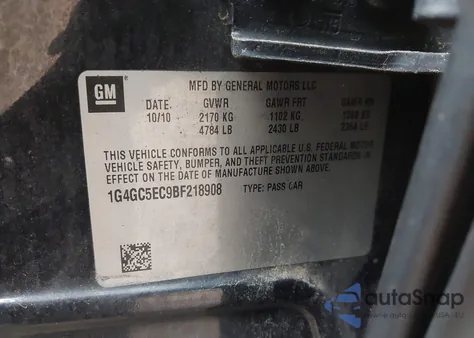 GM
MFD BY GENERAL MOTORS LLC
DATE GVWR GAWR FRT GAWR RR
10/10 2170 KG 1102 KG
4784 LB 2430 LB
THIS VEHICLE CONFORMS TO ALL APPLICABLE U.S. FEDERAL MOTOR
VEHICLE SAFETY, BUMPER, AND THEFT PREVENTION STANDARDS IN
EFFECT ON THE DATE OF MANUFACTURE SHOWN ABOVE.
1G4GC5EC9BF218908 TYPE: PASS CAR
autoSnap